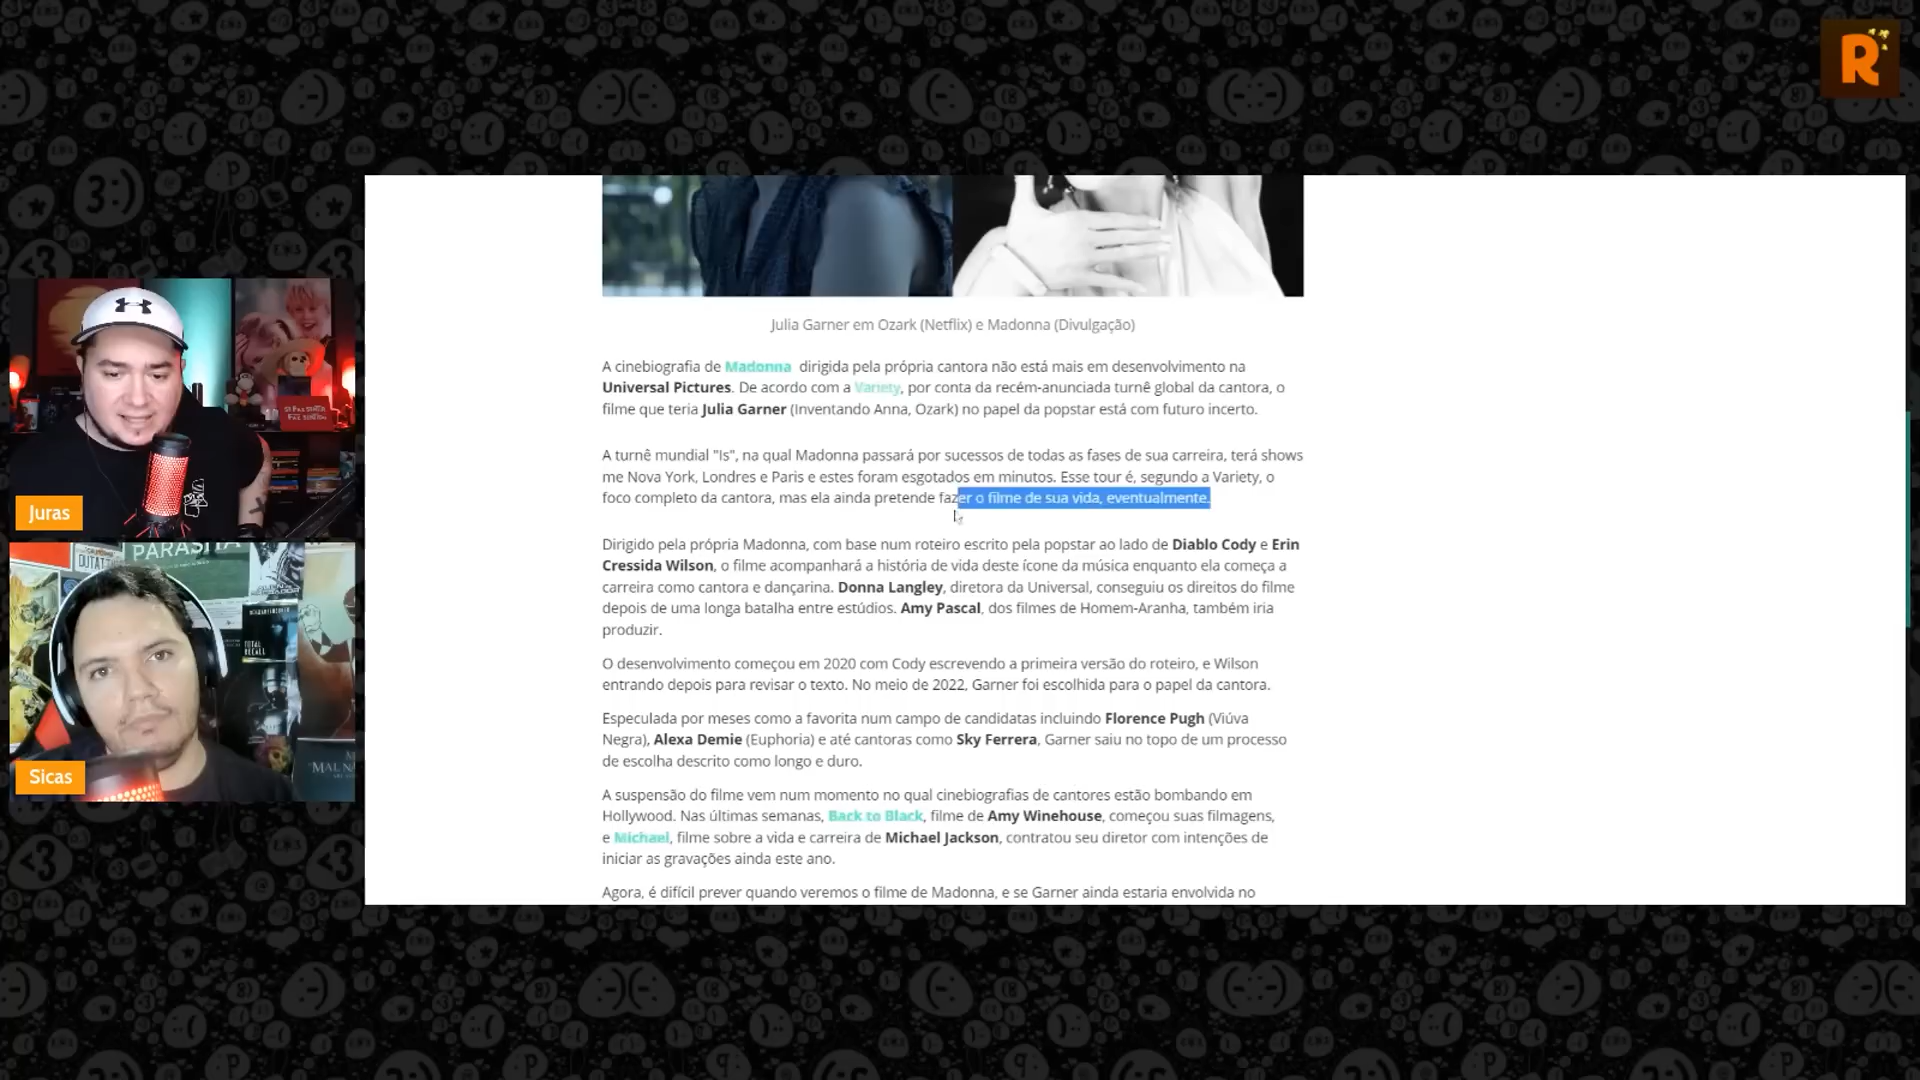 R
Julia Garner em Ozark (Netflix) e Madonna (Divulgação)
A cinebiografia de Madonna dirigida pela própria cantora não está mais em desenvolvimento na
Universal Pictures. De acordo com a Variety, por conta da recém-anunciada turnê global da cantora, o
filme que teria Julia Garner (Inventando Anna, Ozark) no papel da popstar está com futuro incerto.
A turnê mundial "Is", na qual Madonna passará por sucessos de todas as fases de sua carreira, terá shows
me Nova York, Londres e Paris e estes foram esgotados em minutos. Esse tour é, segundo a Variety, o
foco completo da cantora, mas ela ainda pretende fazer o filme de sua vida, eventualmente.
Dirigido pela própria Madonna, com base num roteiro escrito pela popstar ao lado de Diablo Cody e Erin
Cressida Wilson, o filme acompanhará a história de vida deste ícone da música enquanto ela começa a
carreira como cantora e dançarina. Donna Langley, diretora da Universal, conseguiu os direitos do filme
depois de uma longa batalha entre estúdios. Amy Pascal, dos filmes de Homem-Aranha, também iria
produzir.
O desenvolvimento começou em 2020 com Cody escrevendo a primeira versão do roteiro, e Wilson
entrando depois para revisar o texto. No meio de 2022, Garner foi escolhida para o papel da cantora.
Especulada por meses como a favorita num campo de candidatas incluindo Florence Pugh (Viúva
Negra), Alexa Demie (Euphoria) e até cantoras como Sky Ferrera, Garner saiu no topo de um processo
de escolha descrito como longo e duro.
A suspensão do filme vem num momento no qual cinebiografias de cantores estão bombando em
Hollywood. Nas últimas semanas, Back to Black, filme de Amy Winehouse, começou suas filmagens,
e Michael, filme sobre a vida e carreira de Michael Jackson, contratou seu diretor com intenções de
iniciar as gravações ainda este ano.
Agora, é difícil prever quando veremos o filme de Madonna, e se Garner ainda estaria envolvida no
Juras
PARASITA
TOTAL
RECALL
Sicas